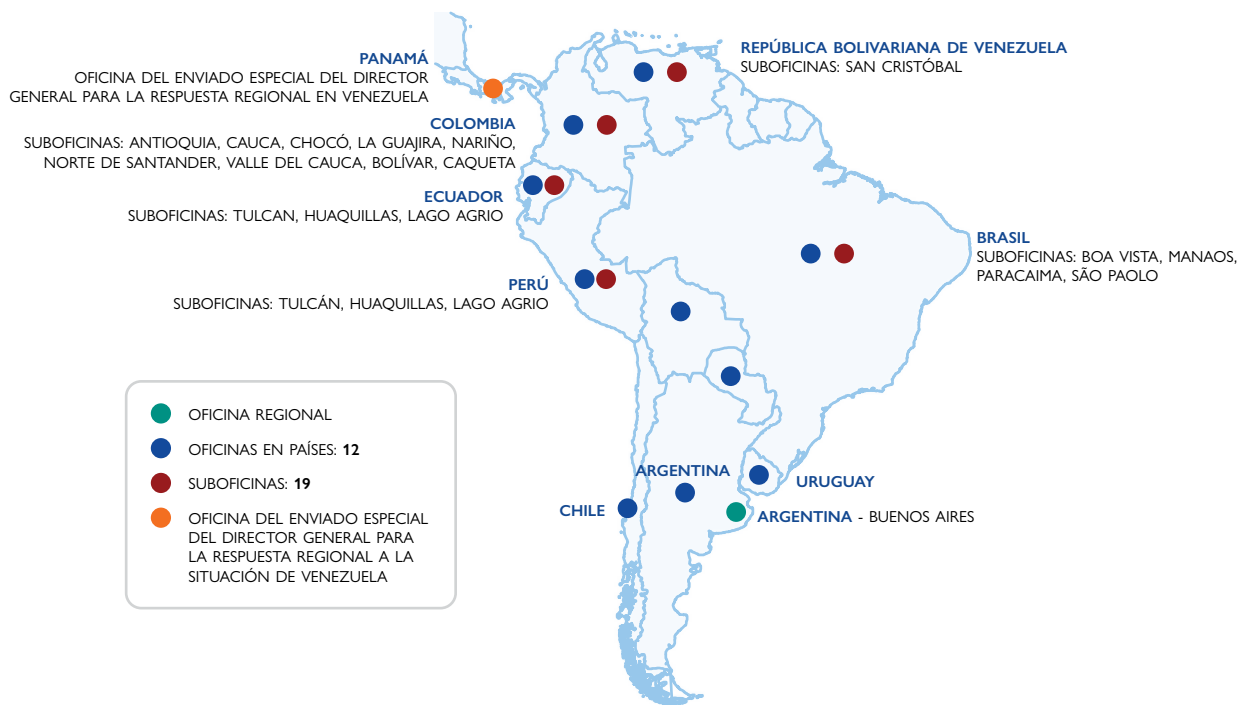 PANAMÁ
OFICINA DEL ENVIADO ESPECIAL DEL DIRECTOR
GENERAL PARA LA RESPUESTA REGIONAL EN VENEZUELA
REPÚBLICA BOLIVARIANA DE VENEZUELA
SUBOFICINAS: SAN CRISTÓBAL
COLOMBIA
SUBOFICINAS: ANTIOQUIA, CAUCA, CHOCÓ, LA GUAJIRA, NARIÑO,
NORTE DE SANTANDER, VALLE DEL CAUCA, BOLÍVAR, CAQUETA
ECUADOR
SUBOFICINAS: TULCAN, HUAQUILLAS, LAGO AGRIO
BRASIL
SUBOFICINAS: BOA VISTA, MANAOS,
PARACAIMA, SÃO PAOLO
PERÚ
SUBOFICINAS: TULCÁN, HUAQUILLAS, LAGO AGRIO
OFICINA REGIONAL
OFICINAS EN PAÍSES: 12
SUBOFICINAS: 19
OFICINA DEL ENVIADO ESPECIAL
DEL DIRECTOR GENERAL PARA
LA RESPUESTA REGIONAL A LA
SITUACIÓN DE VENEZUELA
ARGENTINA
URUGUAY
CHILE
ARGENTINA - BUENOS AIRES